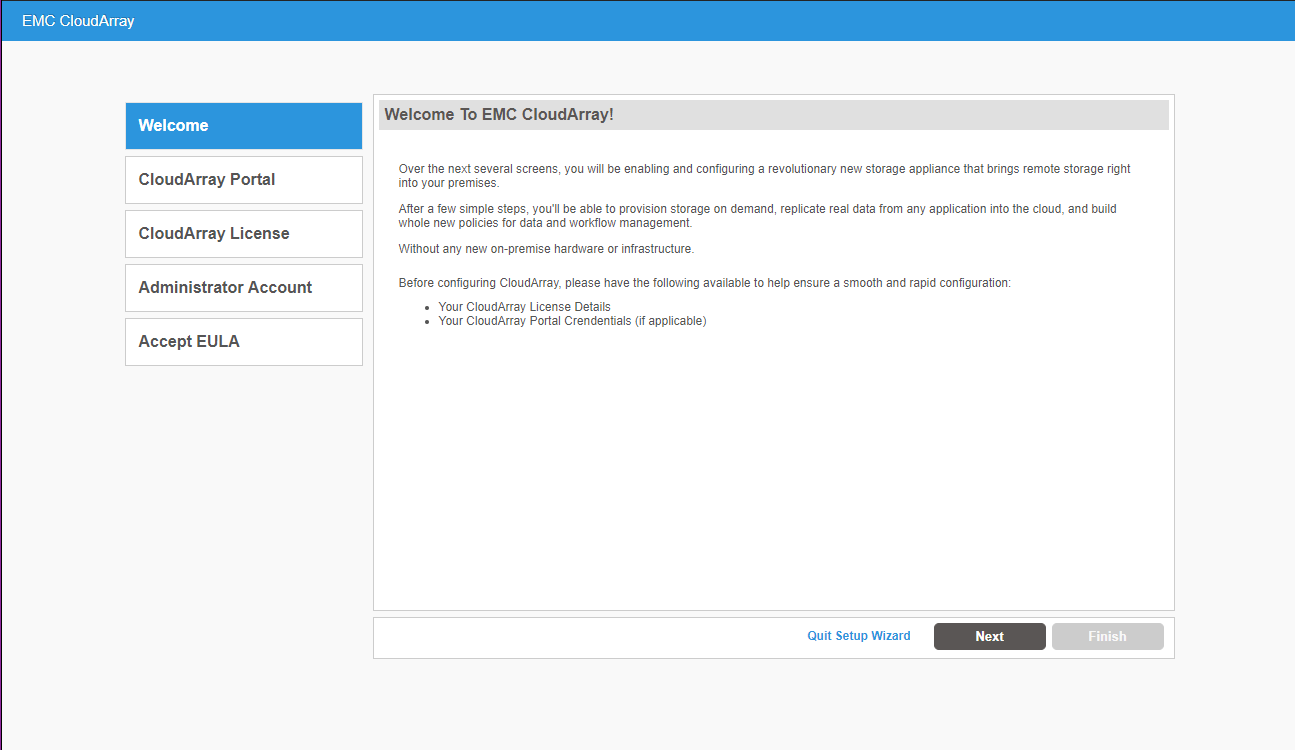 EMC CloudArray
Welcome
CloudArray Portal
CloudArray License
Administrator Account
Accept EULA
Welcome To EMC CloudArray!
Over the next several screens, you will be enabling and configuring a revolutionary new storage appliance that brings remote storage right
into your premises.
After a few simple steps, you'll be able to provision storage on demand, replicate real data from any application into the cloud, and build
whole new policies for data and workflow management.
Without any new on-premise hardware or infrastructure.
Before configuring CloudArray, please have the following available to help ensure a smooth and rapid configuration:
• Your CloudArray License Details
• Your CloudArray Portal Crendentials (if applicable)
Quit Setup Wizard
Next
Finish